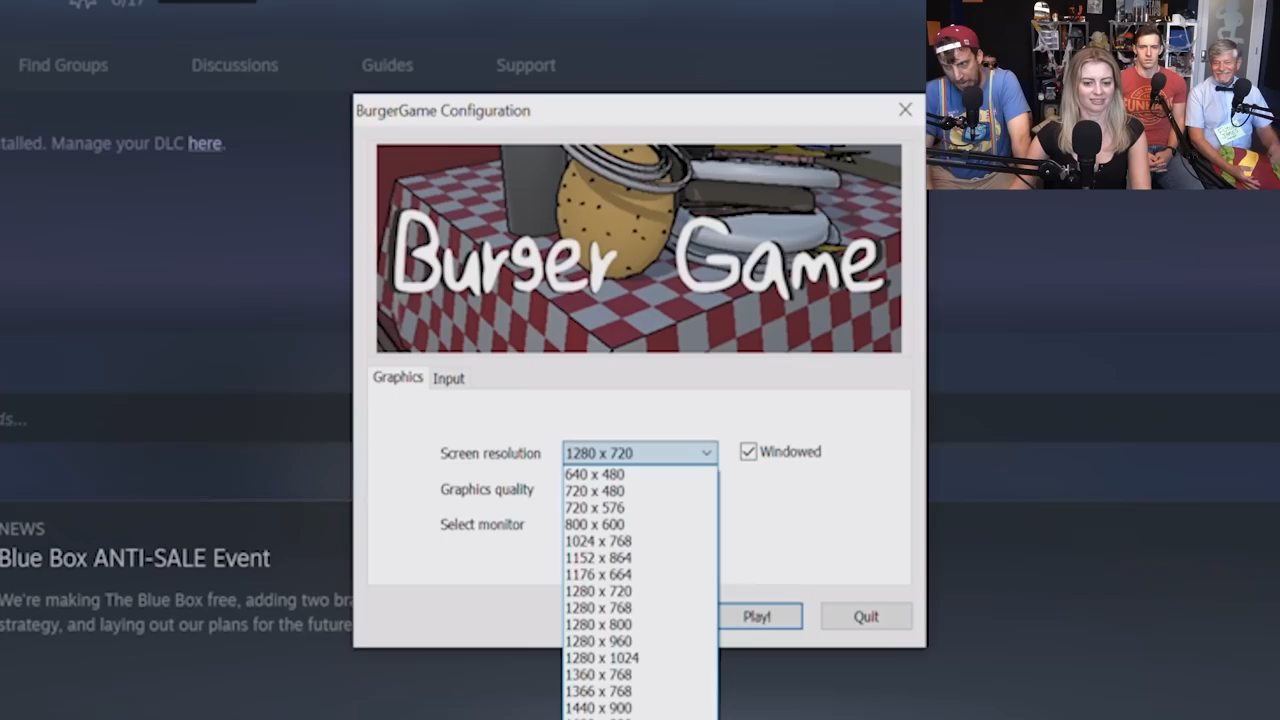 0/17
Find Groups Discussions Guides Support
BurgerGame Configuration
talled. Manage your DLC here.
Burger Game
Graphics Input
Screen resolution 1280 x 720 Windowed
640 x 480
Graphics quality 720 x 480
720 x 576
Select monitor 800 x 600
1024 x 768
1152 x 864
1176 x 664
1280 x 720
1280 x 768
Play! Quit
1280 x 800
1280 x 960
1280 x 1024
1360 x 768
1366 x 768
1440 x 900
ds...
NEWS
Blue Box ANTI-SALE Event
We're making The Blue Box free, adding two bra
strategy, and laying out our plans for the future